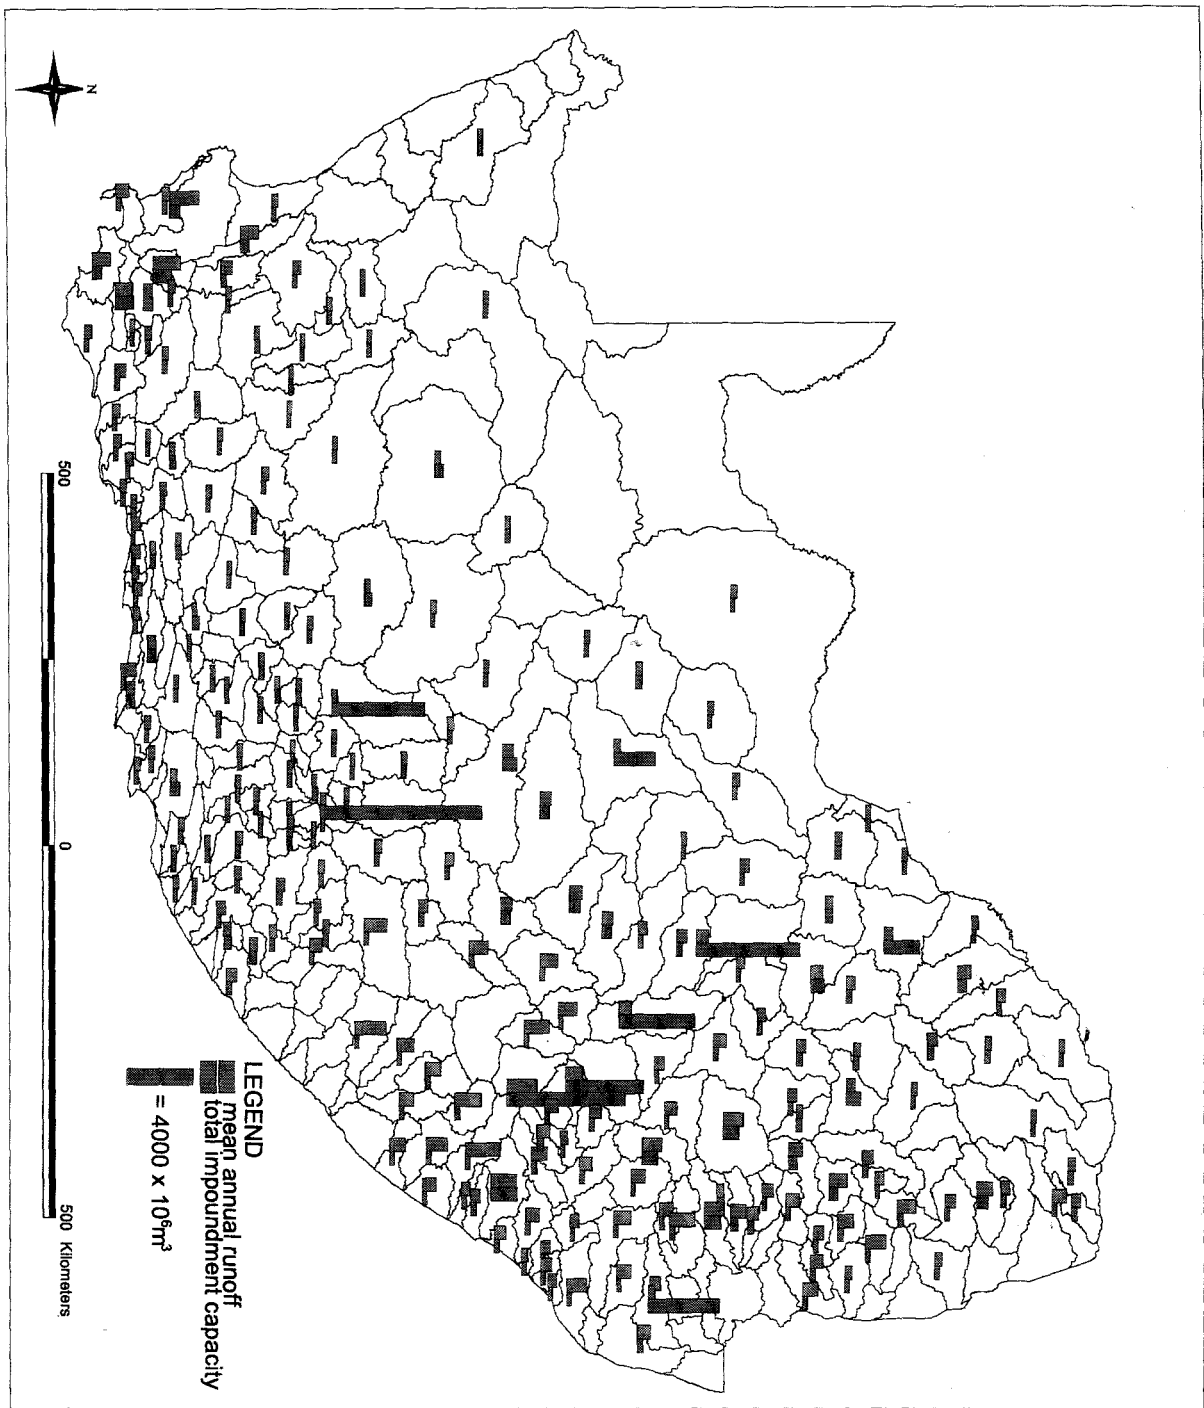 N
500
0
500 Kilometers
LEGEND
mean annual runoff
total impoundment capacity
= 4000 x 10⁶m³